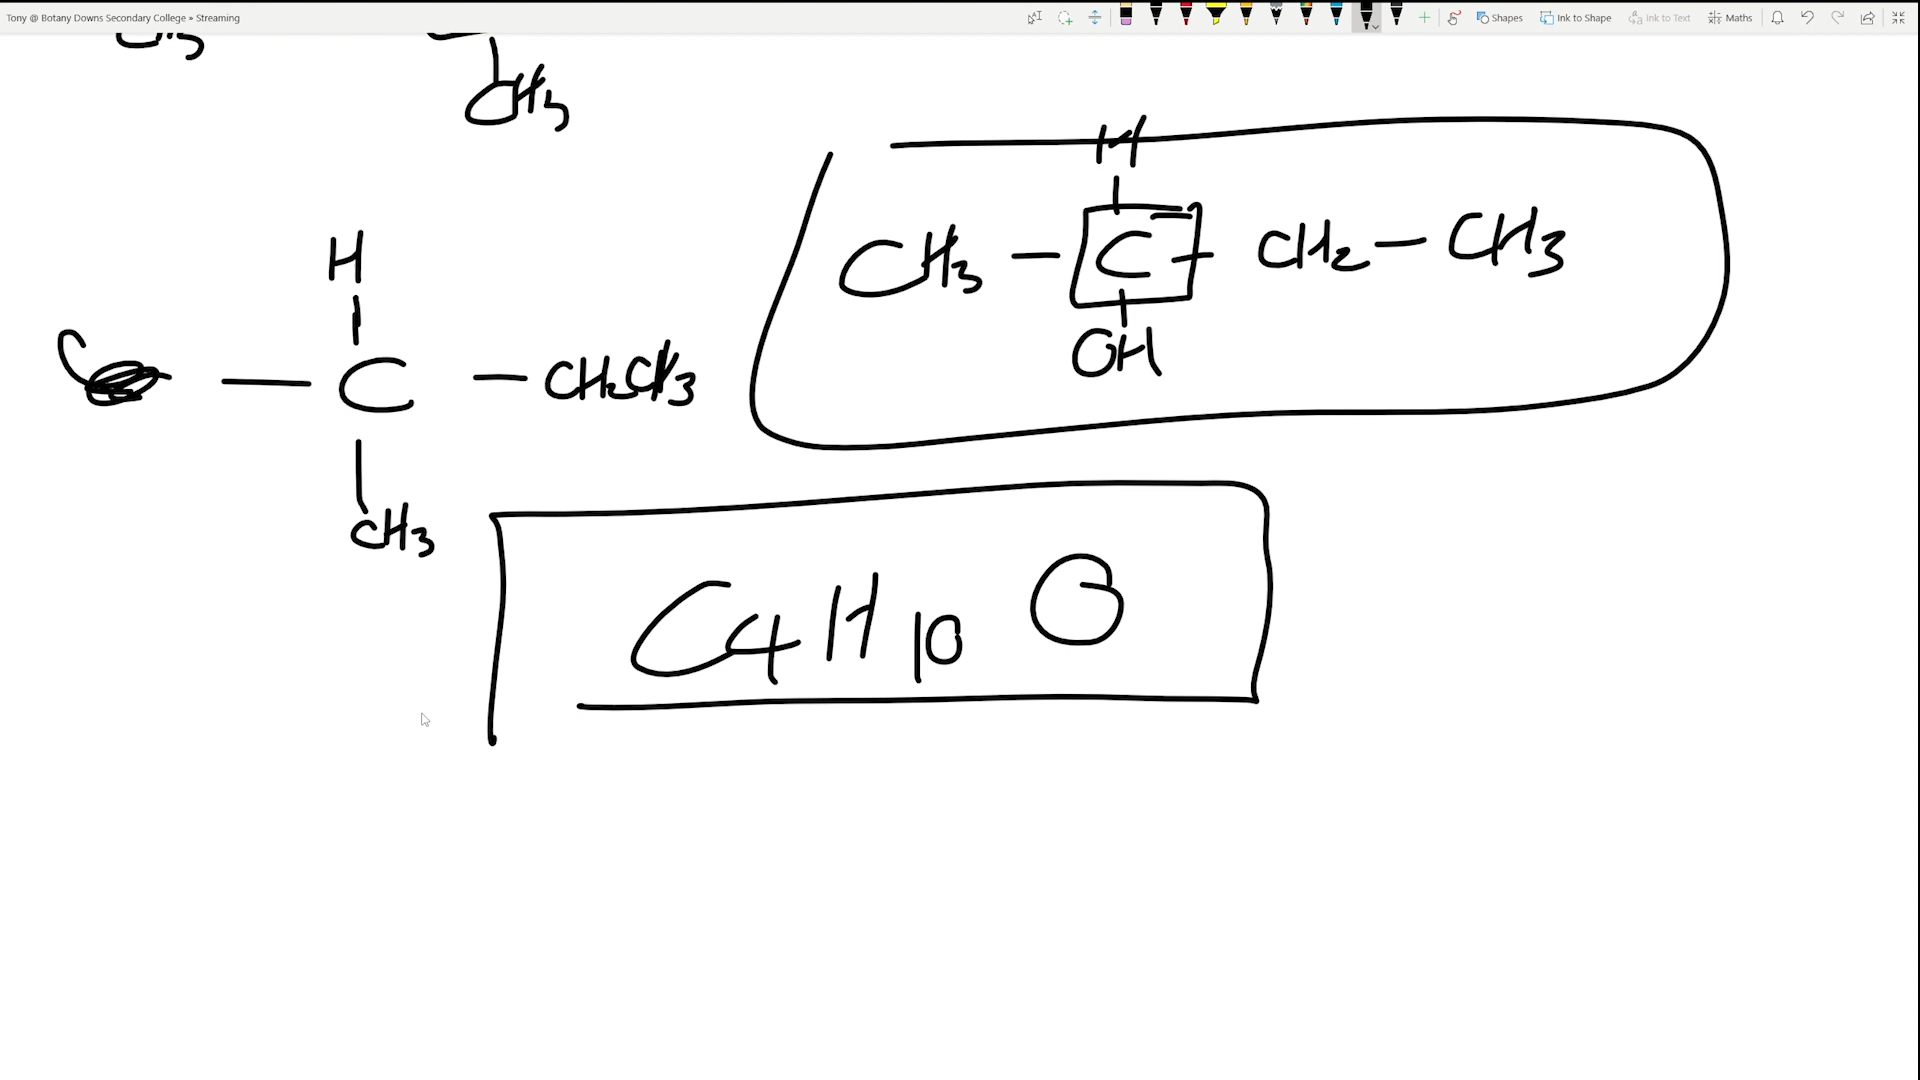 Tony @ Botany Downs Secondary College » Streaming
Shapes
Ink to Shape
Ink to Text
Maths
CH3
H
CH3 - C - CH2 - CH3
OH
H
- C - CH2CH3
CH3
C4H10O